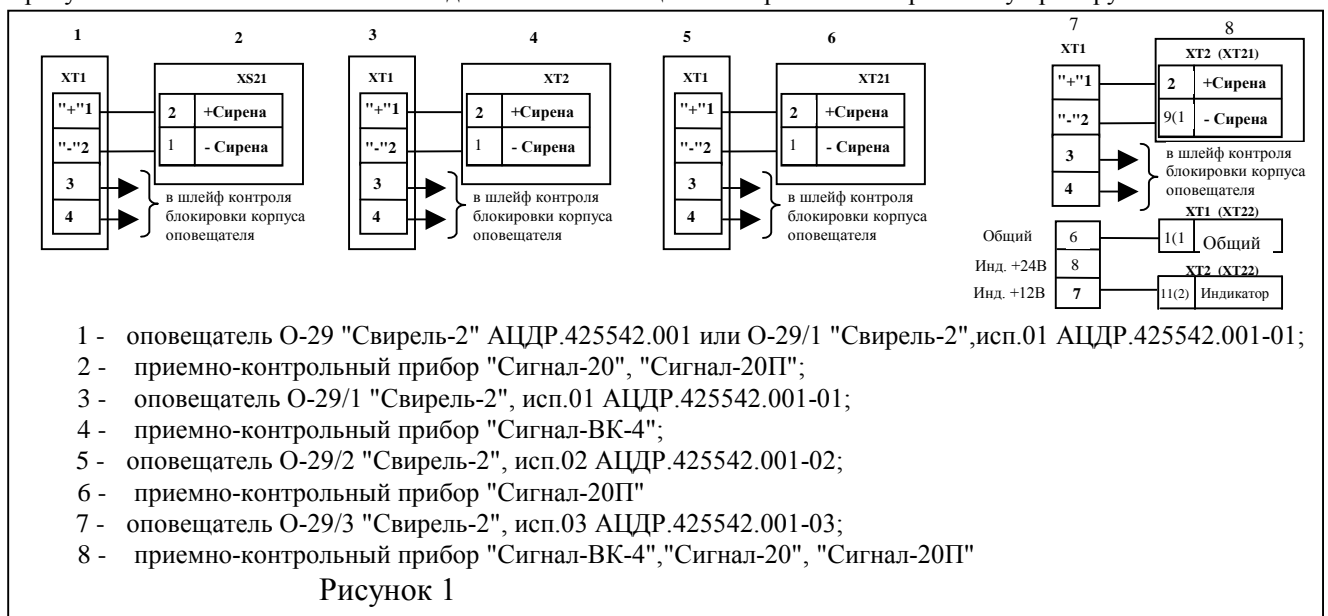 1
2
XT1
XS21
"+"1
2 +Сирена
"-"2
1 - Сирена
3
4
в шлейф контроля
блокировки корпуса
оповещателя
3
4
XT1
XT2
"+"1
2 +Сирена
"-"2
1 - Сирена
3
4
в шлейф контроля
блокировки корпуса
оповещателя
5
6
XT1
XT21
"+"1
2 +Сирена
"-"2
1 - Сирена
3
4
в шлейф контроля
блокировки корпуса
оповещателя
7
8
XT1
XT2 (XT21)
"+"1
2 +Сирена
"-"2
9(1 - Сирена
3
4
в шлейф контроля
блокировки корпуса
оповещателя
XT1 (XT22)
Общий 6
1(1 Общий
Инд. +24В 8
XT2 (XT22)
Инд. +12В 7
11(2) Индикатор
1 - оповещатель О-29 "Свирель-2" АЦДР.425542.001 или О-29/1 "Свирель-2",исп.01 АЦДР.425542.001-01;
2 - приемно-контрольный прибор "Сигнал-20", "Сигнал-20П";
3 - оповещатель О-29/1 "Свирель-2", исп.01 АЦДР.425542.001-01;
4 - приемно-контрольный прибор "Сигнал-ВК-4";
5 - оповещатель О-29/2 "Свирель-2", исп.02 АЦДР.425542.001-02;
6 - приемно-контрольный прибор "Сигнал-20П"
7 - оповещатель О-29/3 "Свирель-2", исп.03 АЦДР.425542.001-03;
8 - приемно-контрольный прибор "Сигнал-ВК-4","Сигнал-20", "Сигнал-20П"
Рисунок 1